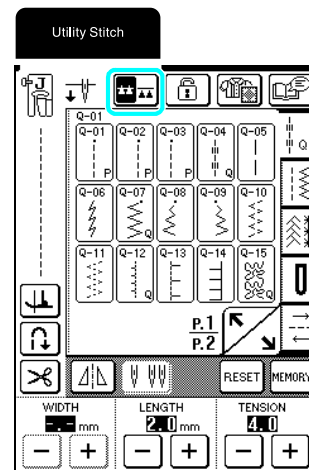 Utility Stitch
J
Q-01
Q-01 Q-02 Q-03 Q-04 Q-05
P P P Q
Q
Q-06 Q-07 Q-08 Q-09 Q-10
Q Q
Q-11 Q-12 Q-13 Q-14 Q-15
Q Q
P.1
P.2
RESET MEMORY
WIDTH LENGTH TENSION
-.- mm 2.0 mm 4.0
− + − + − +